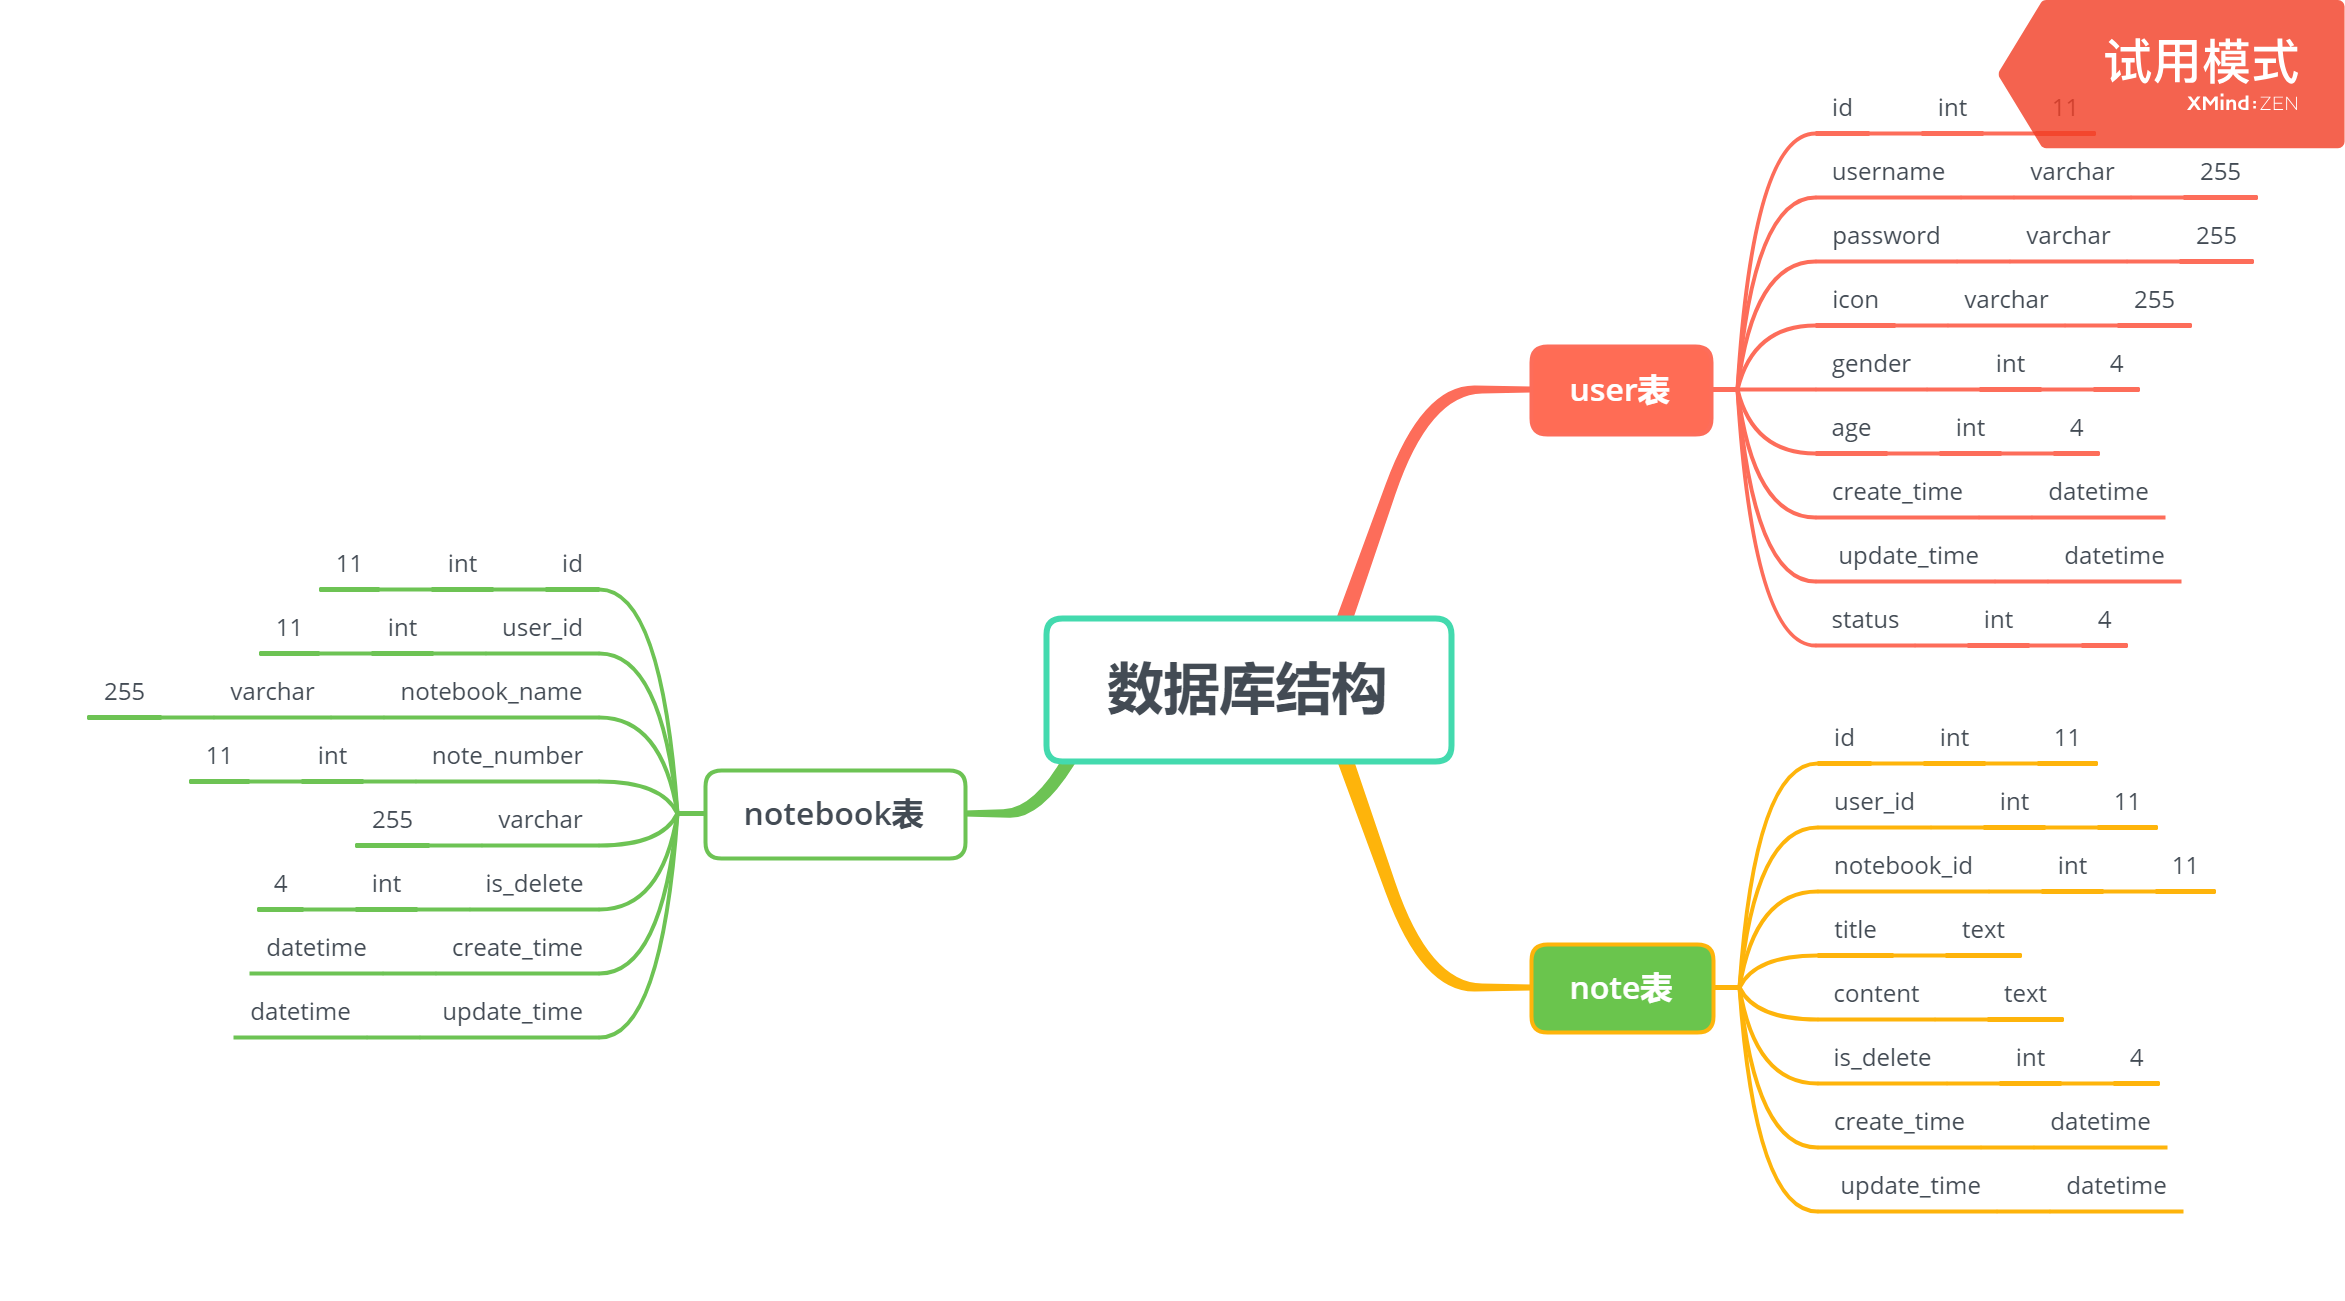 试用模式
XMind:ZEN
id int 11
username varchar 255
password varchar 255
icon varchar 255
gender int 4
user表
age int 4
create_time datetime
update_time datetime
status int 4
数据库结构
11 int id
11 int user_id
255 varchar notebook_name
11 int note_number
notebook表
255 varchar
4 int is_delete
datetime create_time
datetime update_time
id int 11
user_id int 11
notebook_id int 11
title text
note表
content text
is_delete int 4
create_time datetime
update_time datetime